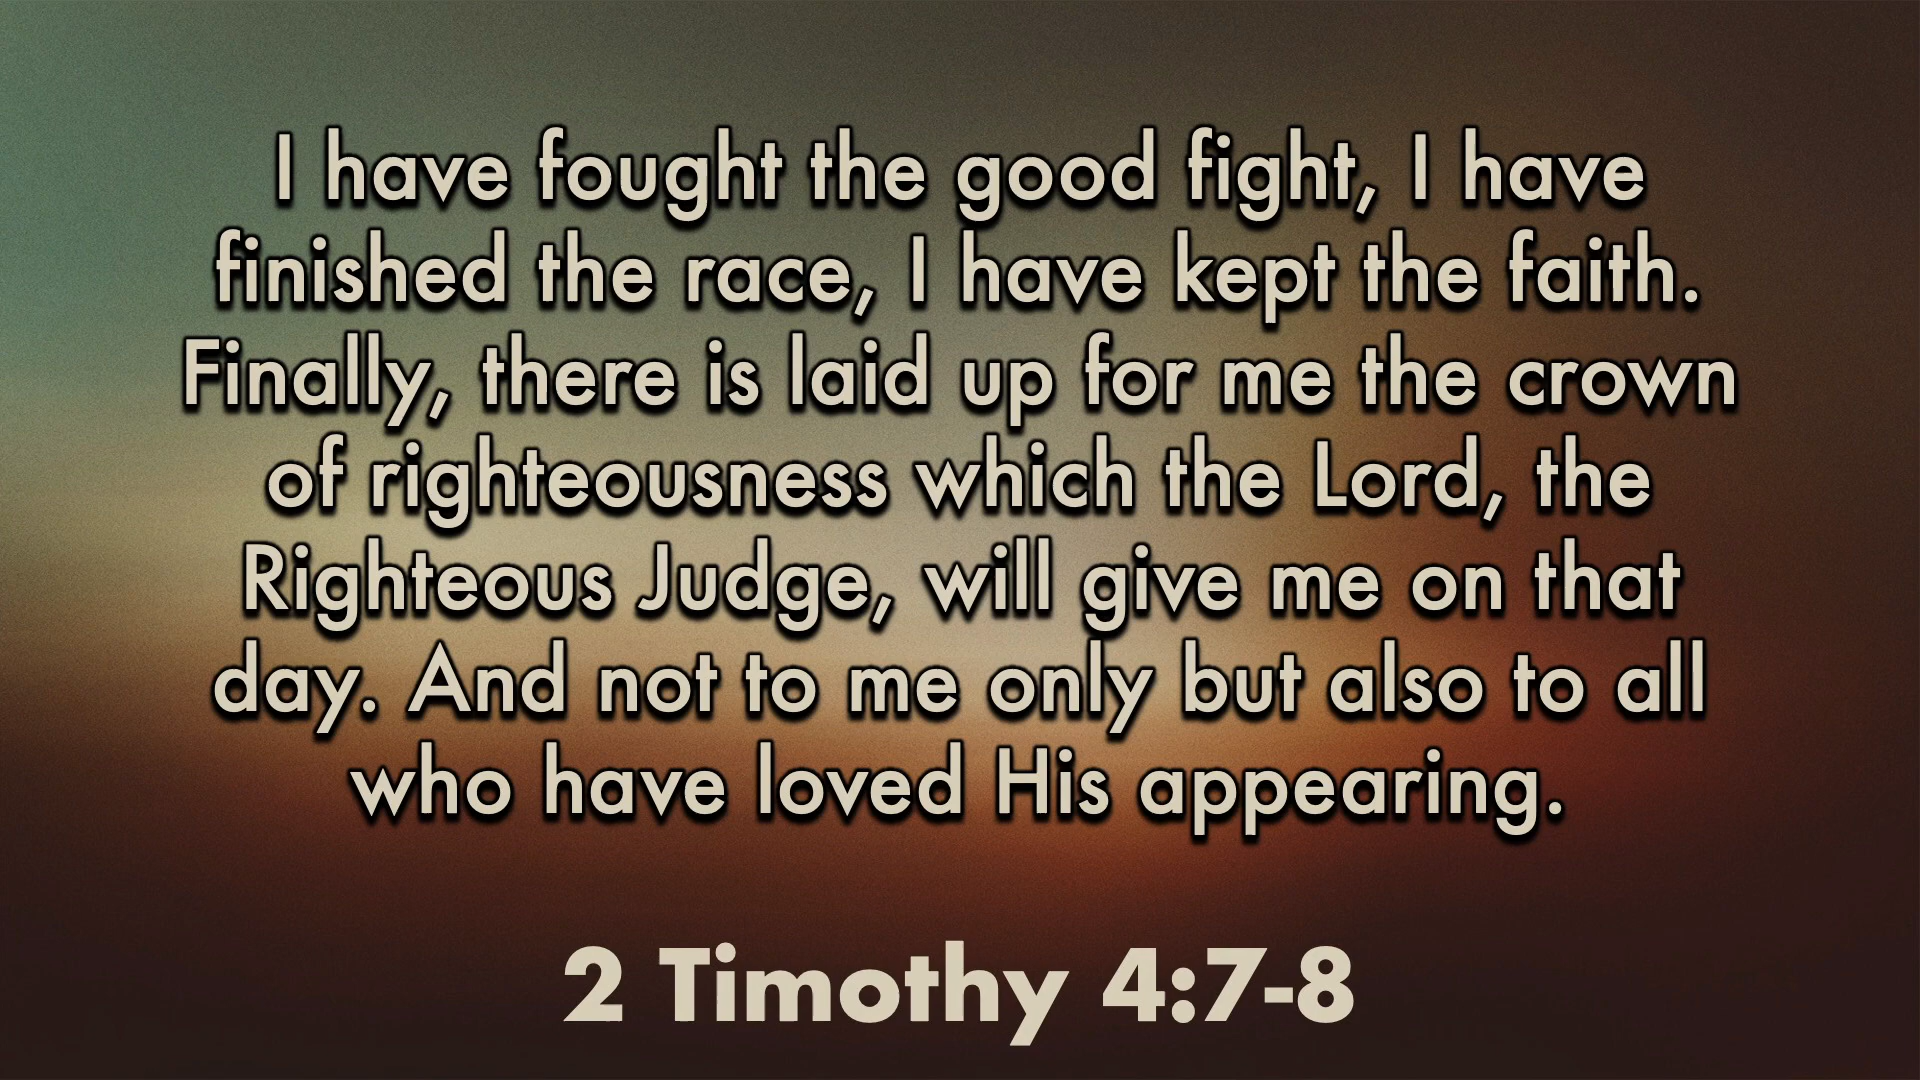 I have fought the good fight, I have
finished the race, I have kept the faith.
Finally, there is laid up for me the crown
of righteousness which the Lord, the
Righteous Judge, will give me on that
day. And not to me only but also to all
who have loved His appearing.
2 Timothy 4:7-8